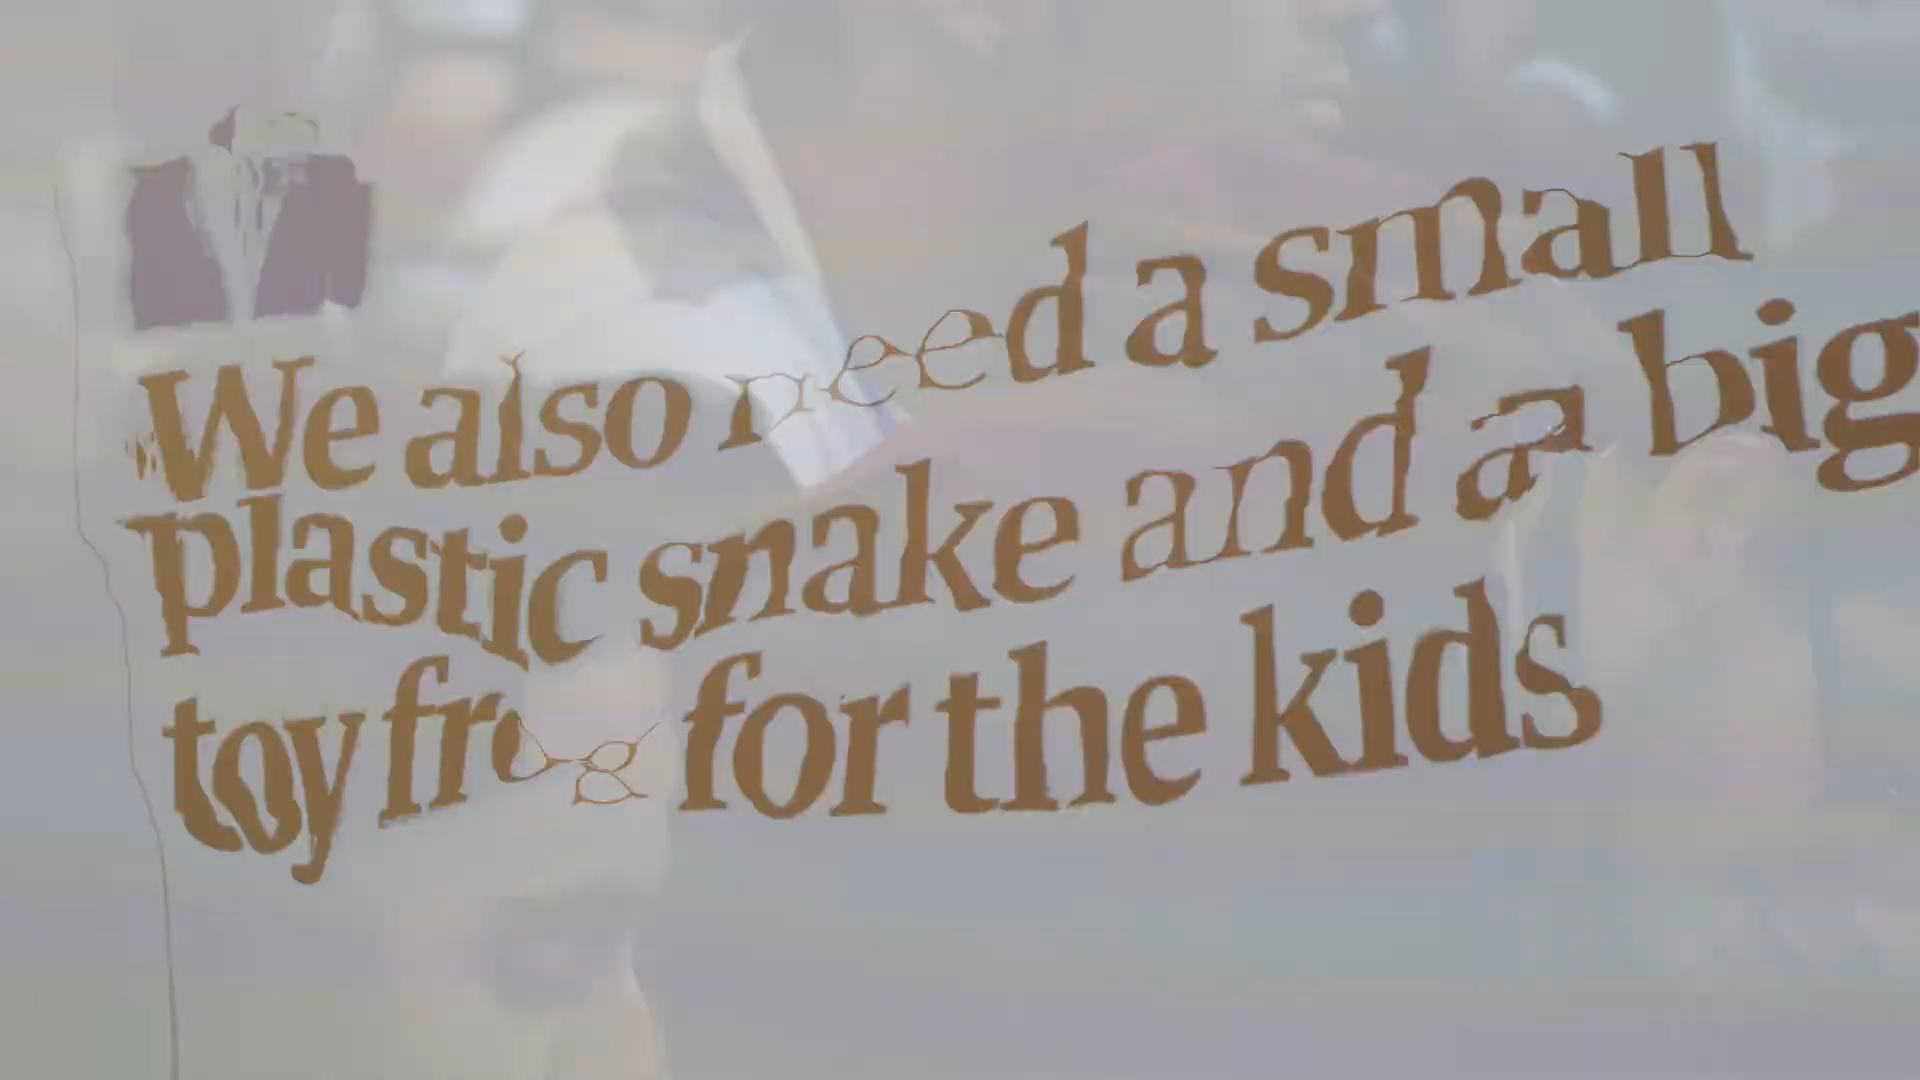 We also need a small
plastic snake and a big
toy frog for the kids